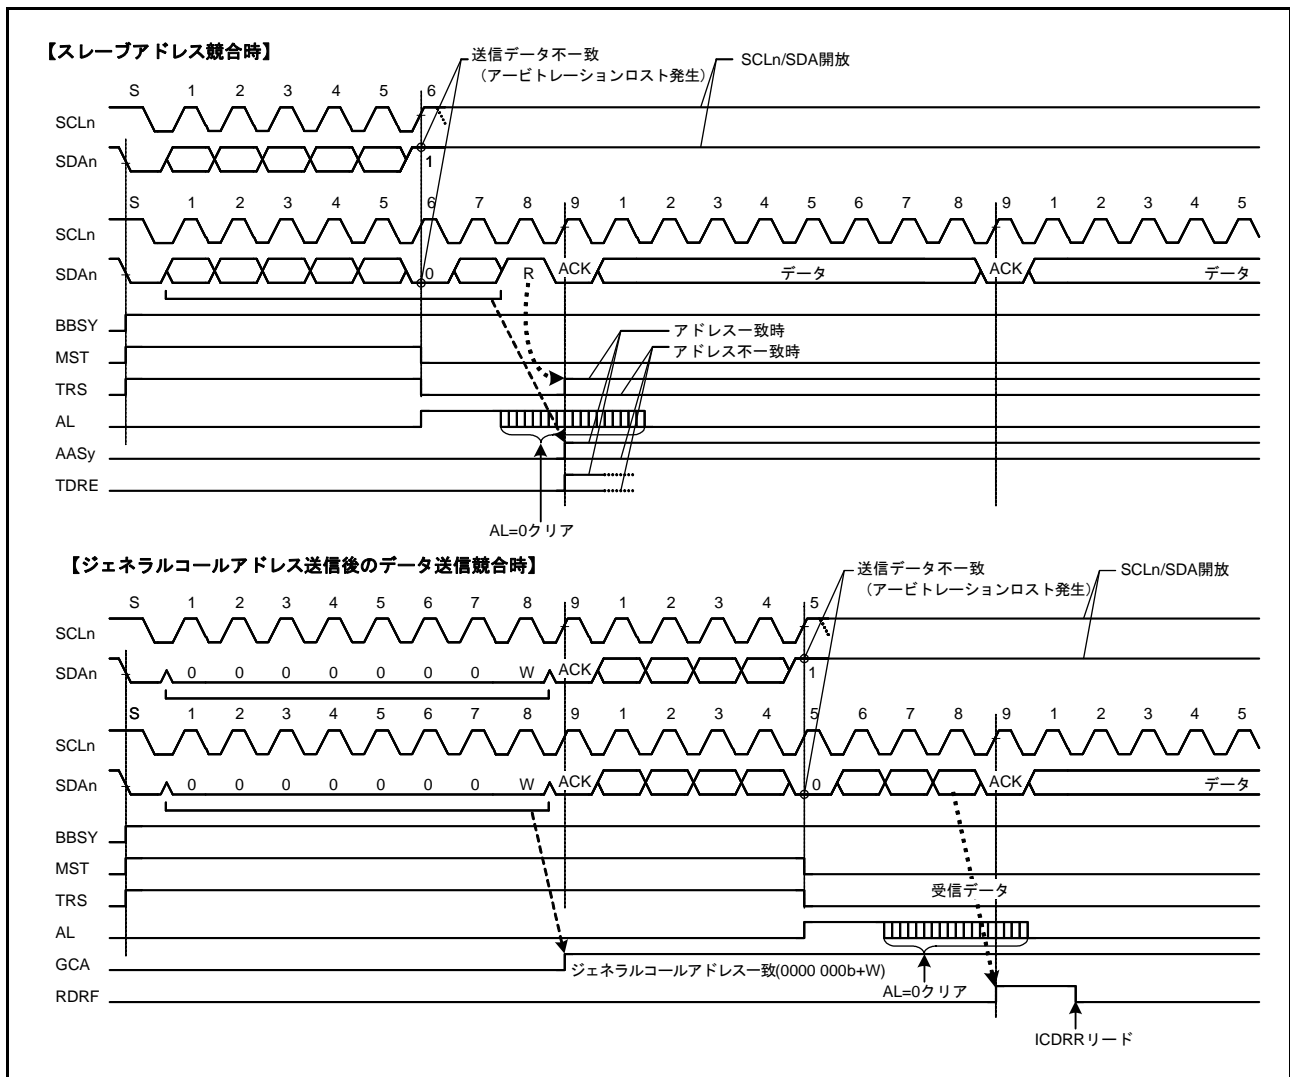 【スレーブアドレス競合時】
送信データ不一致
（アービトレーションロスト発生）
SCLn/SDA開放
S 1 2 3 4 5 6
SCLn
SDAn
1
S 1 2 3 4 5 6 7 8 9 1 2 3 4 5 6 7 8 9 1 2 3 4 5
SCLn
SDAn 0 R ACK データ ACK データ
BBSY
アドレス一致時
MST
アドレス不一致時
TRS
AL
AASy
TDRE
AL=0クリア
【ジェネラルコールアドレス送信後のデータ送信競合時】
送信データ不一致
（アービトレーションロスト発生）
SCLn/SDA開放
S 1 2 3 4 5 6 7 8 9 1 2 3 4 5
SCLn
SDAn 0 0 0 0 0 0 0 W ACK 1
S 1 2 3 4 5 6 7 8 9 1 2 3 4 5 6 7 8 9 1 2 3 4 5
SCLn
SDAn 0 0 0 0 0 0 0 W ACK 0 ACK データ
BBSY
MST
TRS
受信データ
AL
GCA
ジェネラルコールアドレス一致(0000 000b+W)
AL=0クリア
RDRF
ICDRRリード